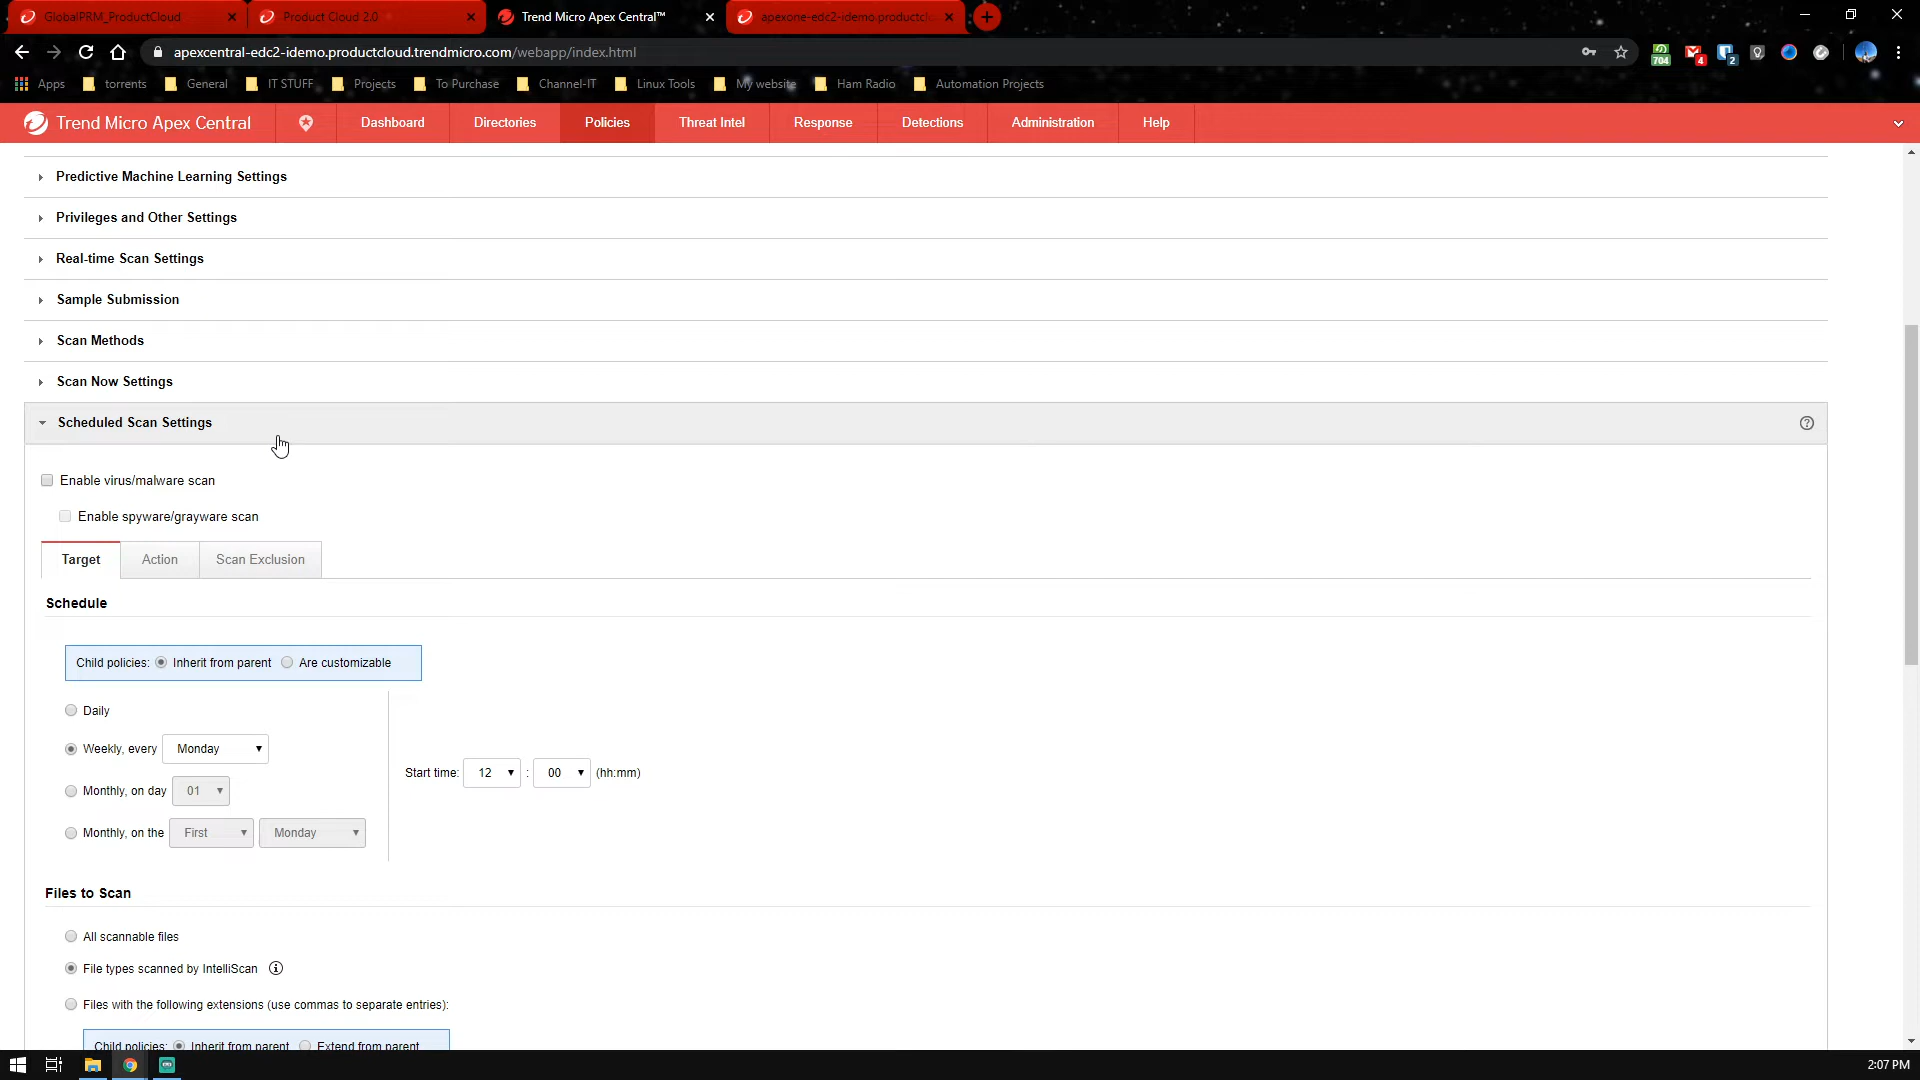 GlobalPRM_ProductCloud
Product Cloud 2.0
Trend Micro Apex Central™
apexone-edc2-idemo.productclo
apexcentral-edc2-idemo.productcloud.trendmicro.com/webapp/index.html
704
4
2
Apps
torrents
General
IT STUFF
Projects
To Purchase
Channel-IT
Linux Tools
My website
Ham Radio
Automation Projects
Trend Micro Apex Central
Dashboard
Directories
Policies
Threat Intel
Response
Detections
Administration
Help
Predictive Machine Learning Settings
Privileges and Other Settings
Real-time Scan Settings
Sample Submission
Scan Methods
Scan Now Settings
Scheduled Scan Settings
Enable virus/malware scan
Enable spyware/grayware scan
Target Action Scan Exclusion
Schedule
Child policies: Inherit from parent Are customizable
Daily
Weekly, every Monday
Start time: 12 : 00 (hh:mm)
Monthly, on day 01
Monthly, on the First Monday
Files to Scan
All scannable files
File types scanned by IntelliScan
Files with the following extensions (use commas to separate entries):
Child policies: Inherit from parent Extend from parent
2:07 PM